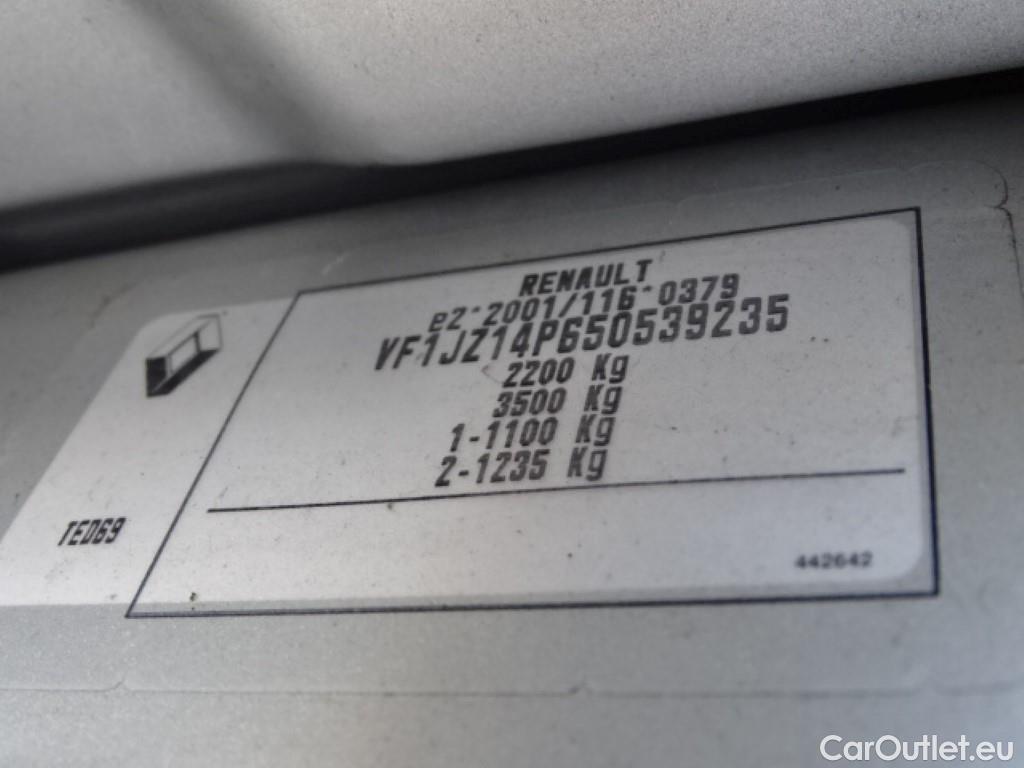 RENAULT
e2*2001/116*0379
VF1JZ14P650539235
2200 Kg
3500 Kg
1-1100 Kg
2-1235 Kg
TED69
442642
CarOutlet.eu